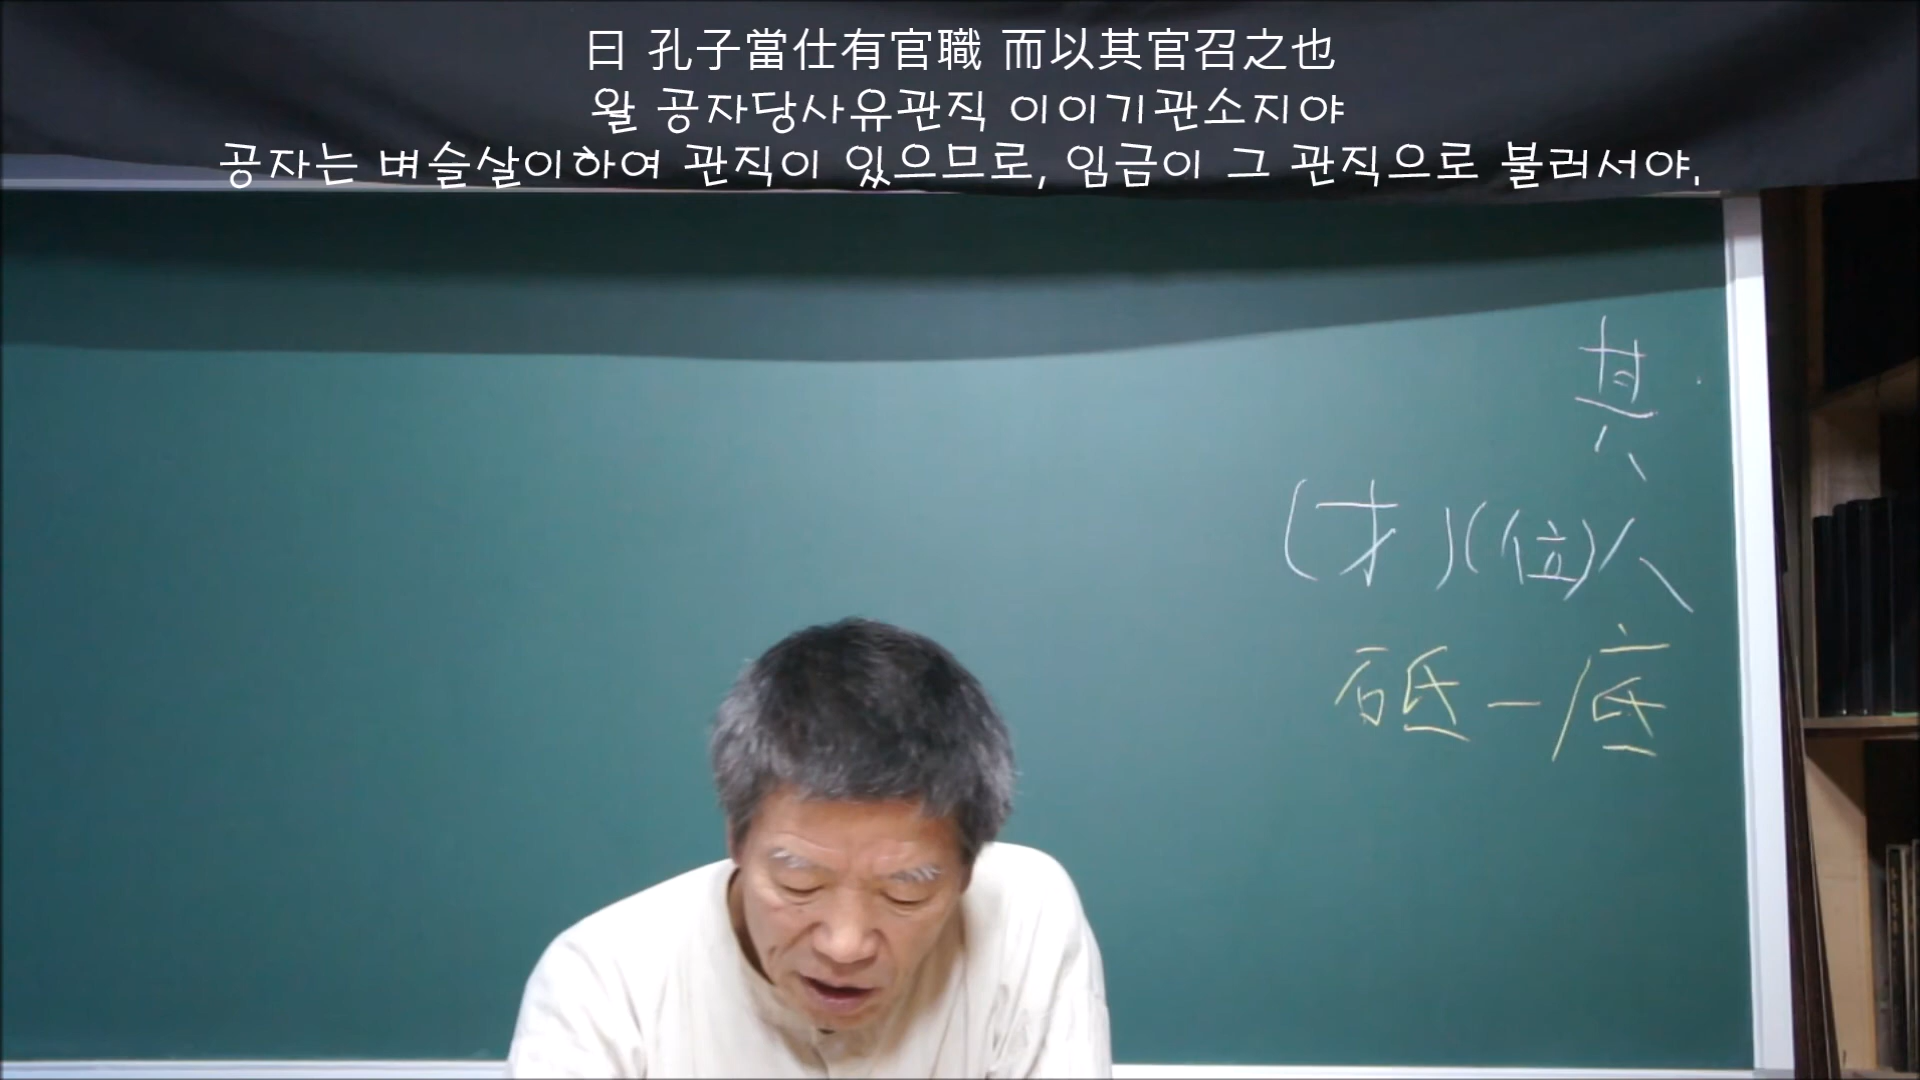 曰 孔子當仕有官職 而以其官召之也
왈 공자당사유관직 이이기관소지야
공자는 벼슬살이하여 관직이 있으므로, 임금이 그 관직으로 불러서야.
其
(才)(位)人
砥 - 底